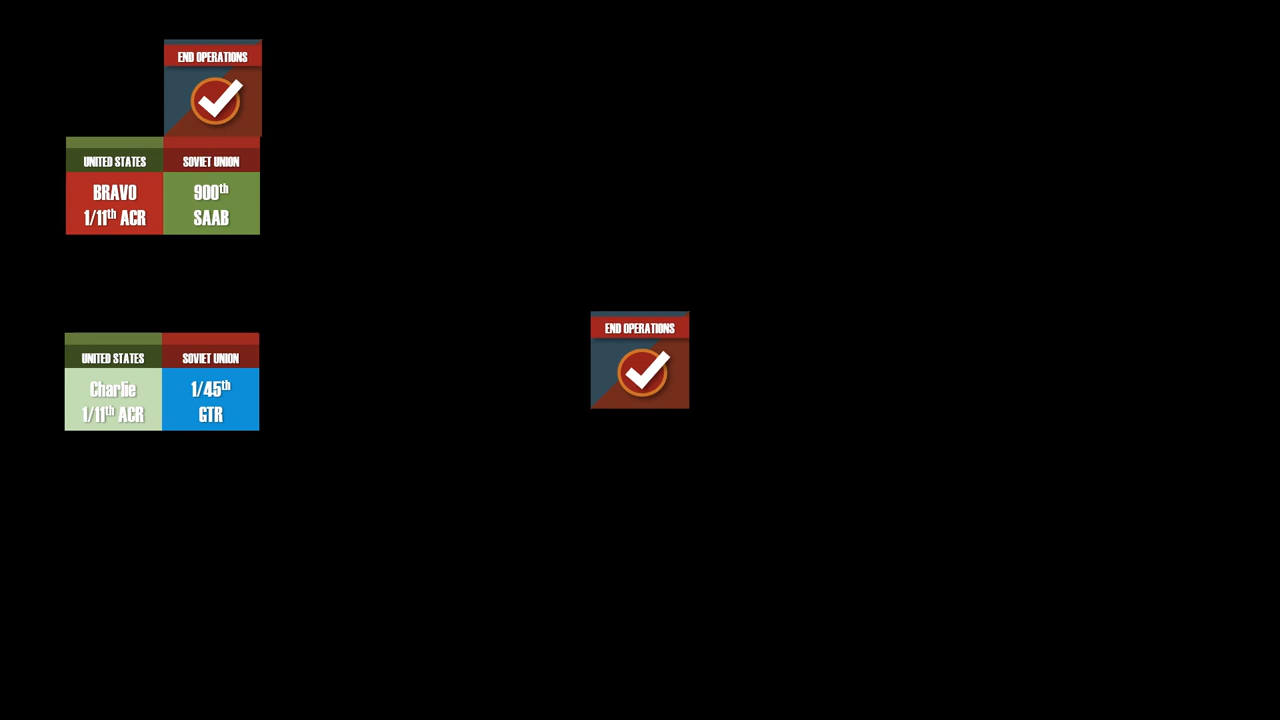 END OPERATIONS
UNITED STATES
BRAVO
1/11th ACR
SOVIET UNION
900th
SAAB
UNITED STATES
Charlie
1/11th ACR
SOVIET UNION
1/45th
GTR
END OPERATIONS